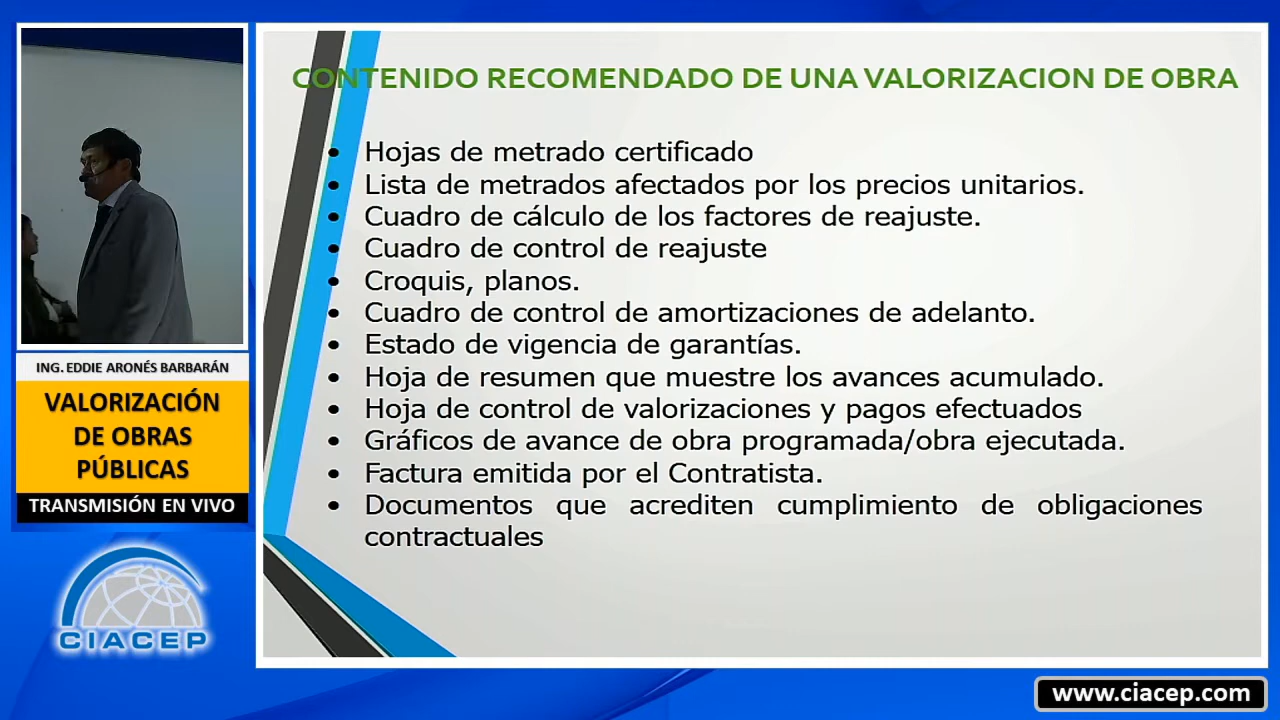 CONTENIDO RECOMENDADO DE UNA VALORIZACION DE OBRA
• Hojas de metrado certificado
• Lista de metrados afectados por los precios unitarios.
• Cuadro de cálculo de los factores de reajuste.
• Cuadro de control de reajuste
• Croquis, planos.
• Cuadro de control de amortizaciones de adelanto.
• Estado de vigencia de garantías.
• Hoja de resumen que muestre los avances acumulado.
• Hoja de control de valorizaciones y pagos efectuados
• Gráficos de avance de obra programada/obra ejecutada.
• Factura emitida por el Contratista.
• Documentos que acrediten cumplimiento de obligaciones
contractuales
ING. EDDIE ARONÉS BARBARÁN
VALORIZACIÓN
DE OBRAS
PÚBLICAS
TRANSMISIÓN EN VIVO
CIACEP
www.ciacep.com